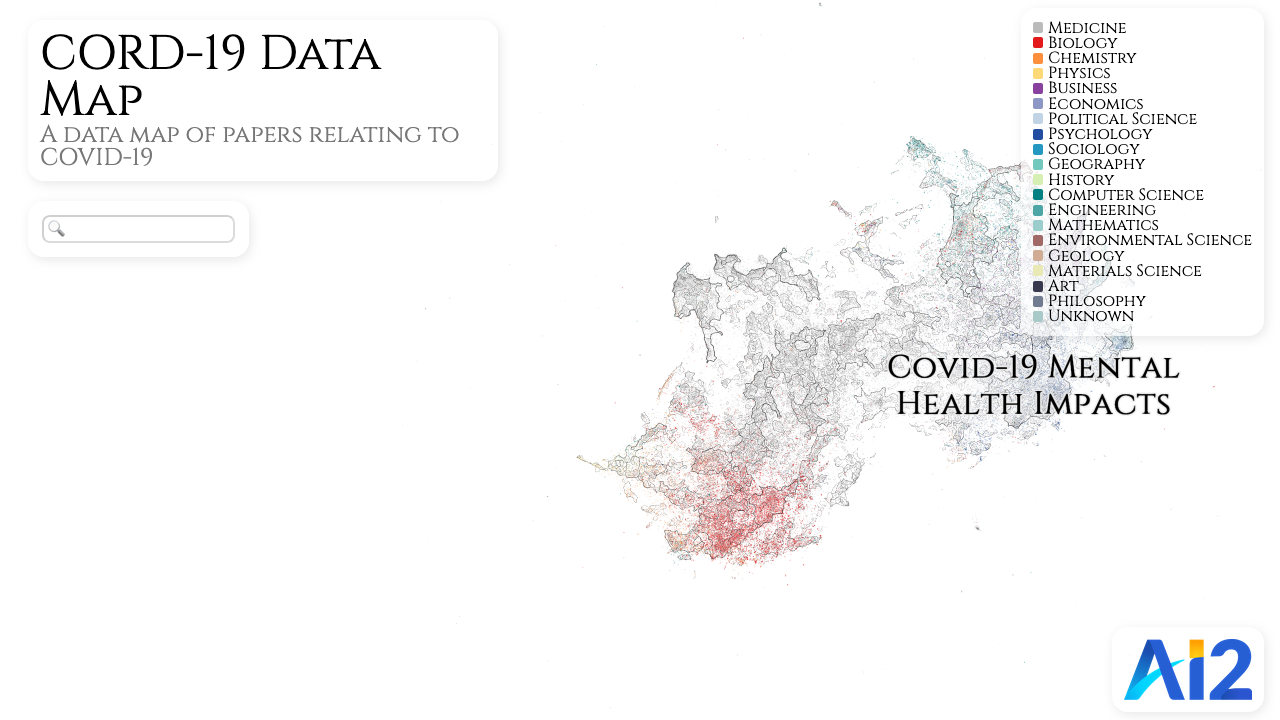 CORD-19 Data
Map
A data map of papers relating to
COVID-19
Medicine
Biology
Chemistry
Physics
Business
Economics
Political Science
Psychology
Sociology
Geography
History
Computer Science
Engineering
Mathematics
Environmental Science
Geology
Materials Science
Art
Philosophy
Unknown
Covid-19 Mental
Health Impacts
Ai2